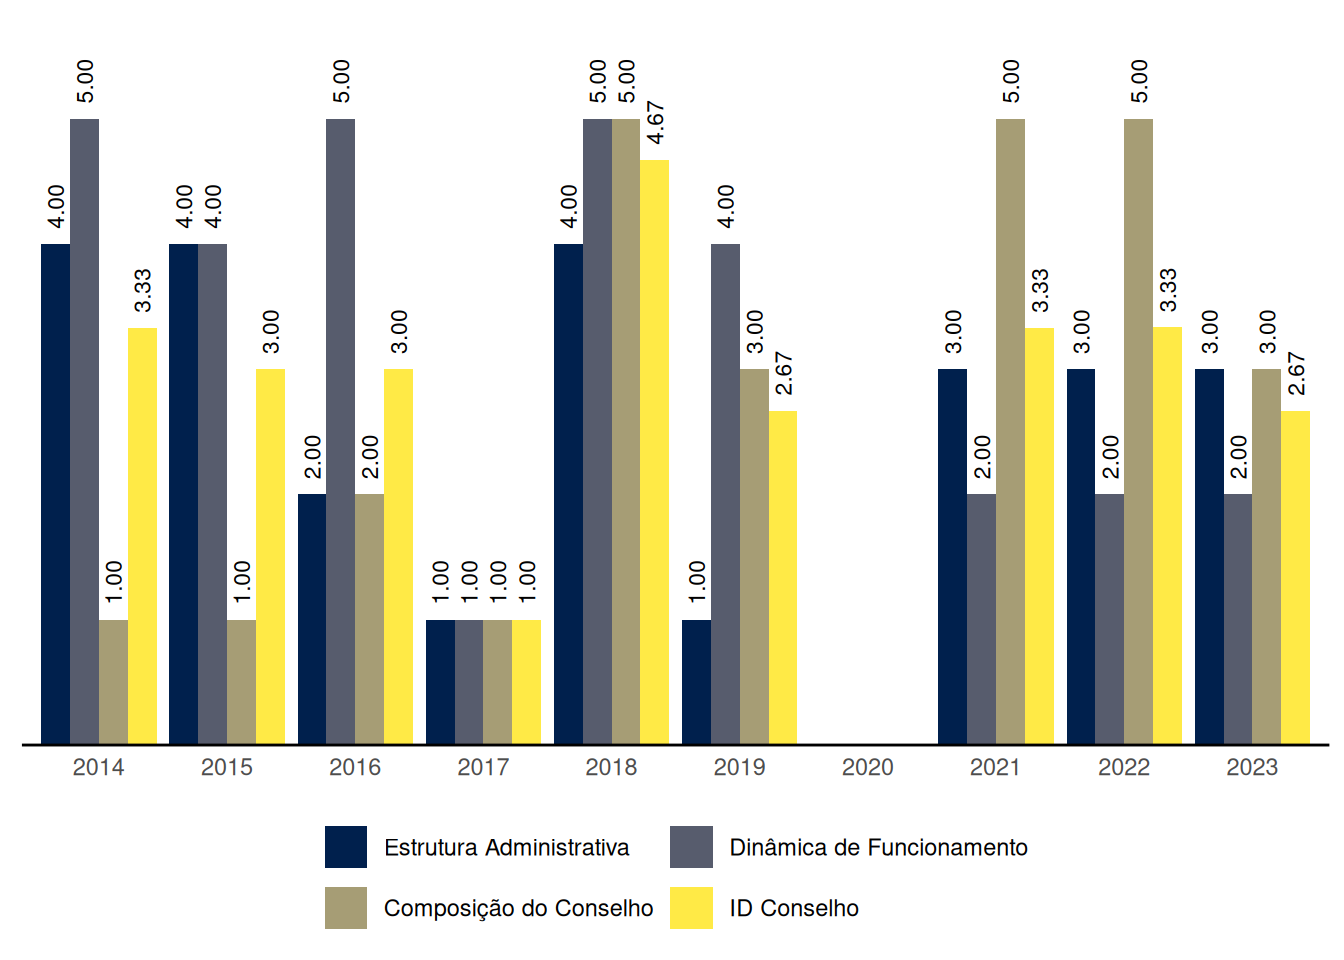 4.00 5.00 1.00 3.33
4.00 4.00 1.00 3.00
2.00 5.00 2.00 3.00
1.00 1.00 1.00 1.00
4.00 5.00 5.00 4.67
1.00 4.00 3.00 2.67
3.00 2.00 5.00 3.33
3.00 2.00 5.00 3.33
3.00 2.00 3.00 2.67
2014 2015 2016 2017 2018 2019 2020 2021 2022 2023
Estrutura Administrativa Dinâmica de Funcionamento
Composição do Conselho ID Conselho